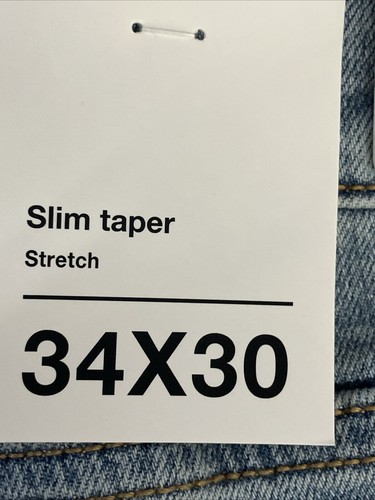 Slim taper
Stretch
34X30